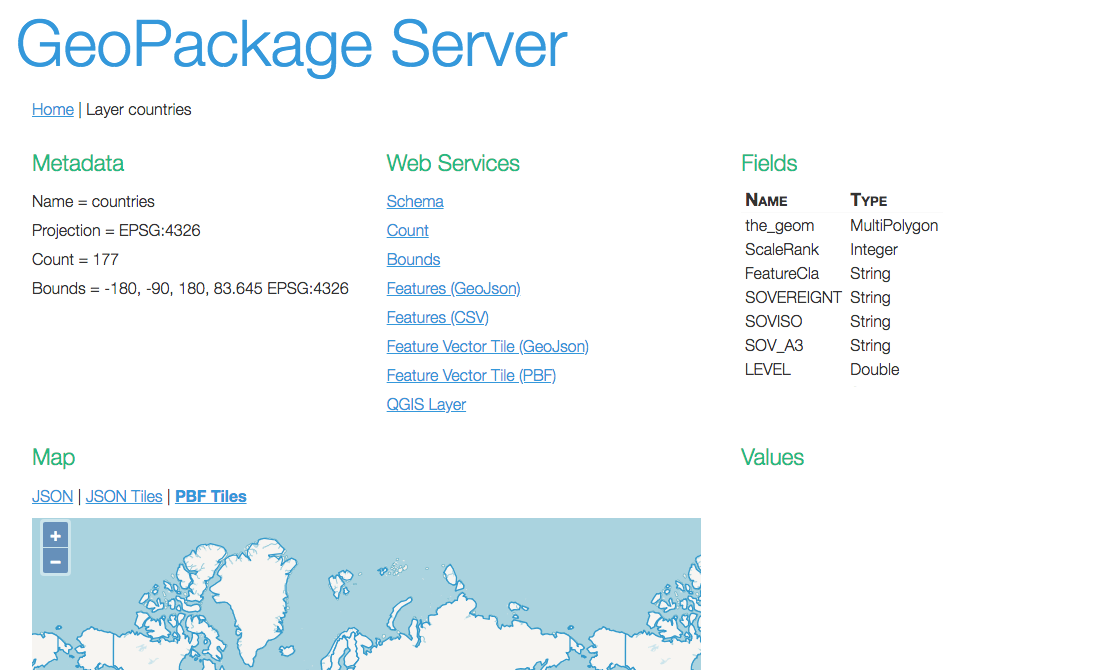 GeoPackage Server
Home | Layer countries
Metadata
Name = countries
Projection = EPSG:4326
Count = 177
Bounds = -180, -90, 180, 83.645 EPSG:4326
Web Services
Schema
Count
Bounds
Features (GeoJson)
Features (CSV)
Feature Vector Tile (GeoJson)
Feature Vector Tile (PBF)
QGIS Layer
Fields
Name Type
the_geom MultiPolygon
ScaleRank Integer
FeatureCla String
SOVEREIGNT String
SOVISO String
SOV_A3 String
LEVEL Double
Map
JSON | JSON Tiles | PBF Tiles
+
−
Values